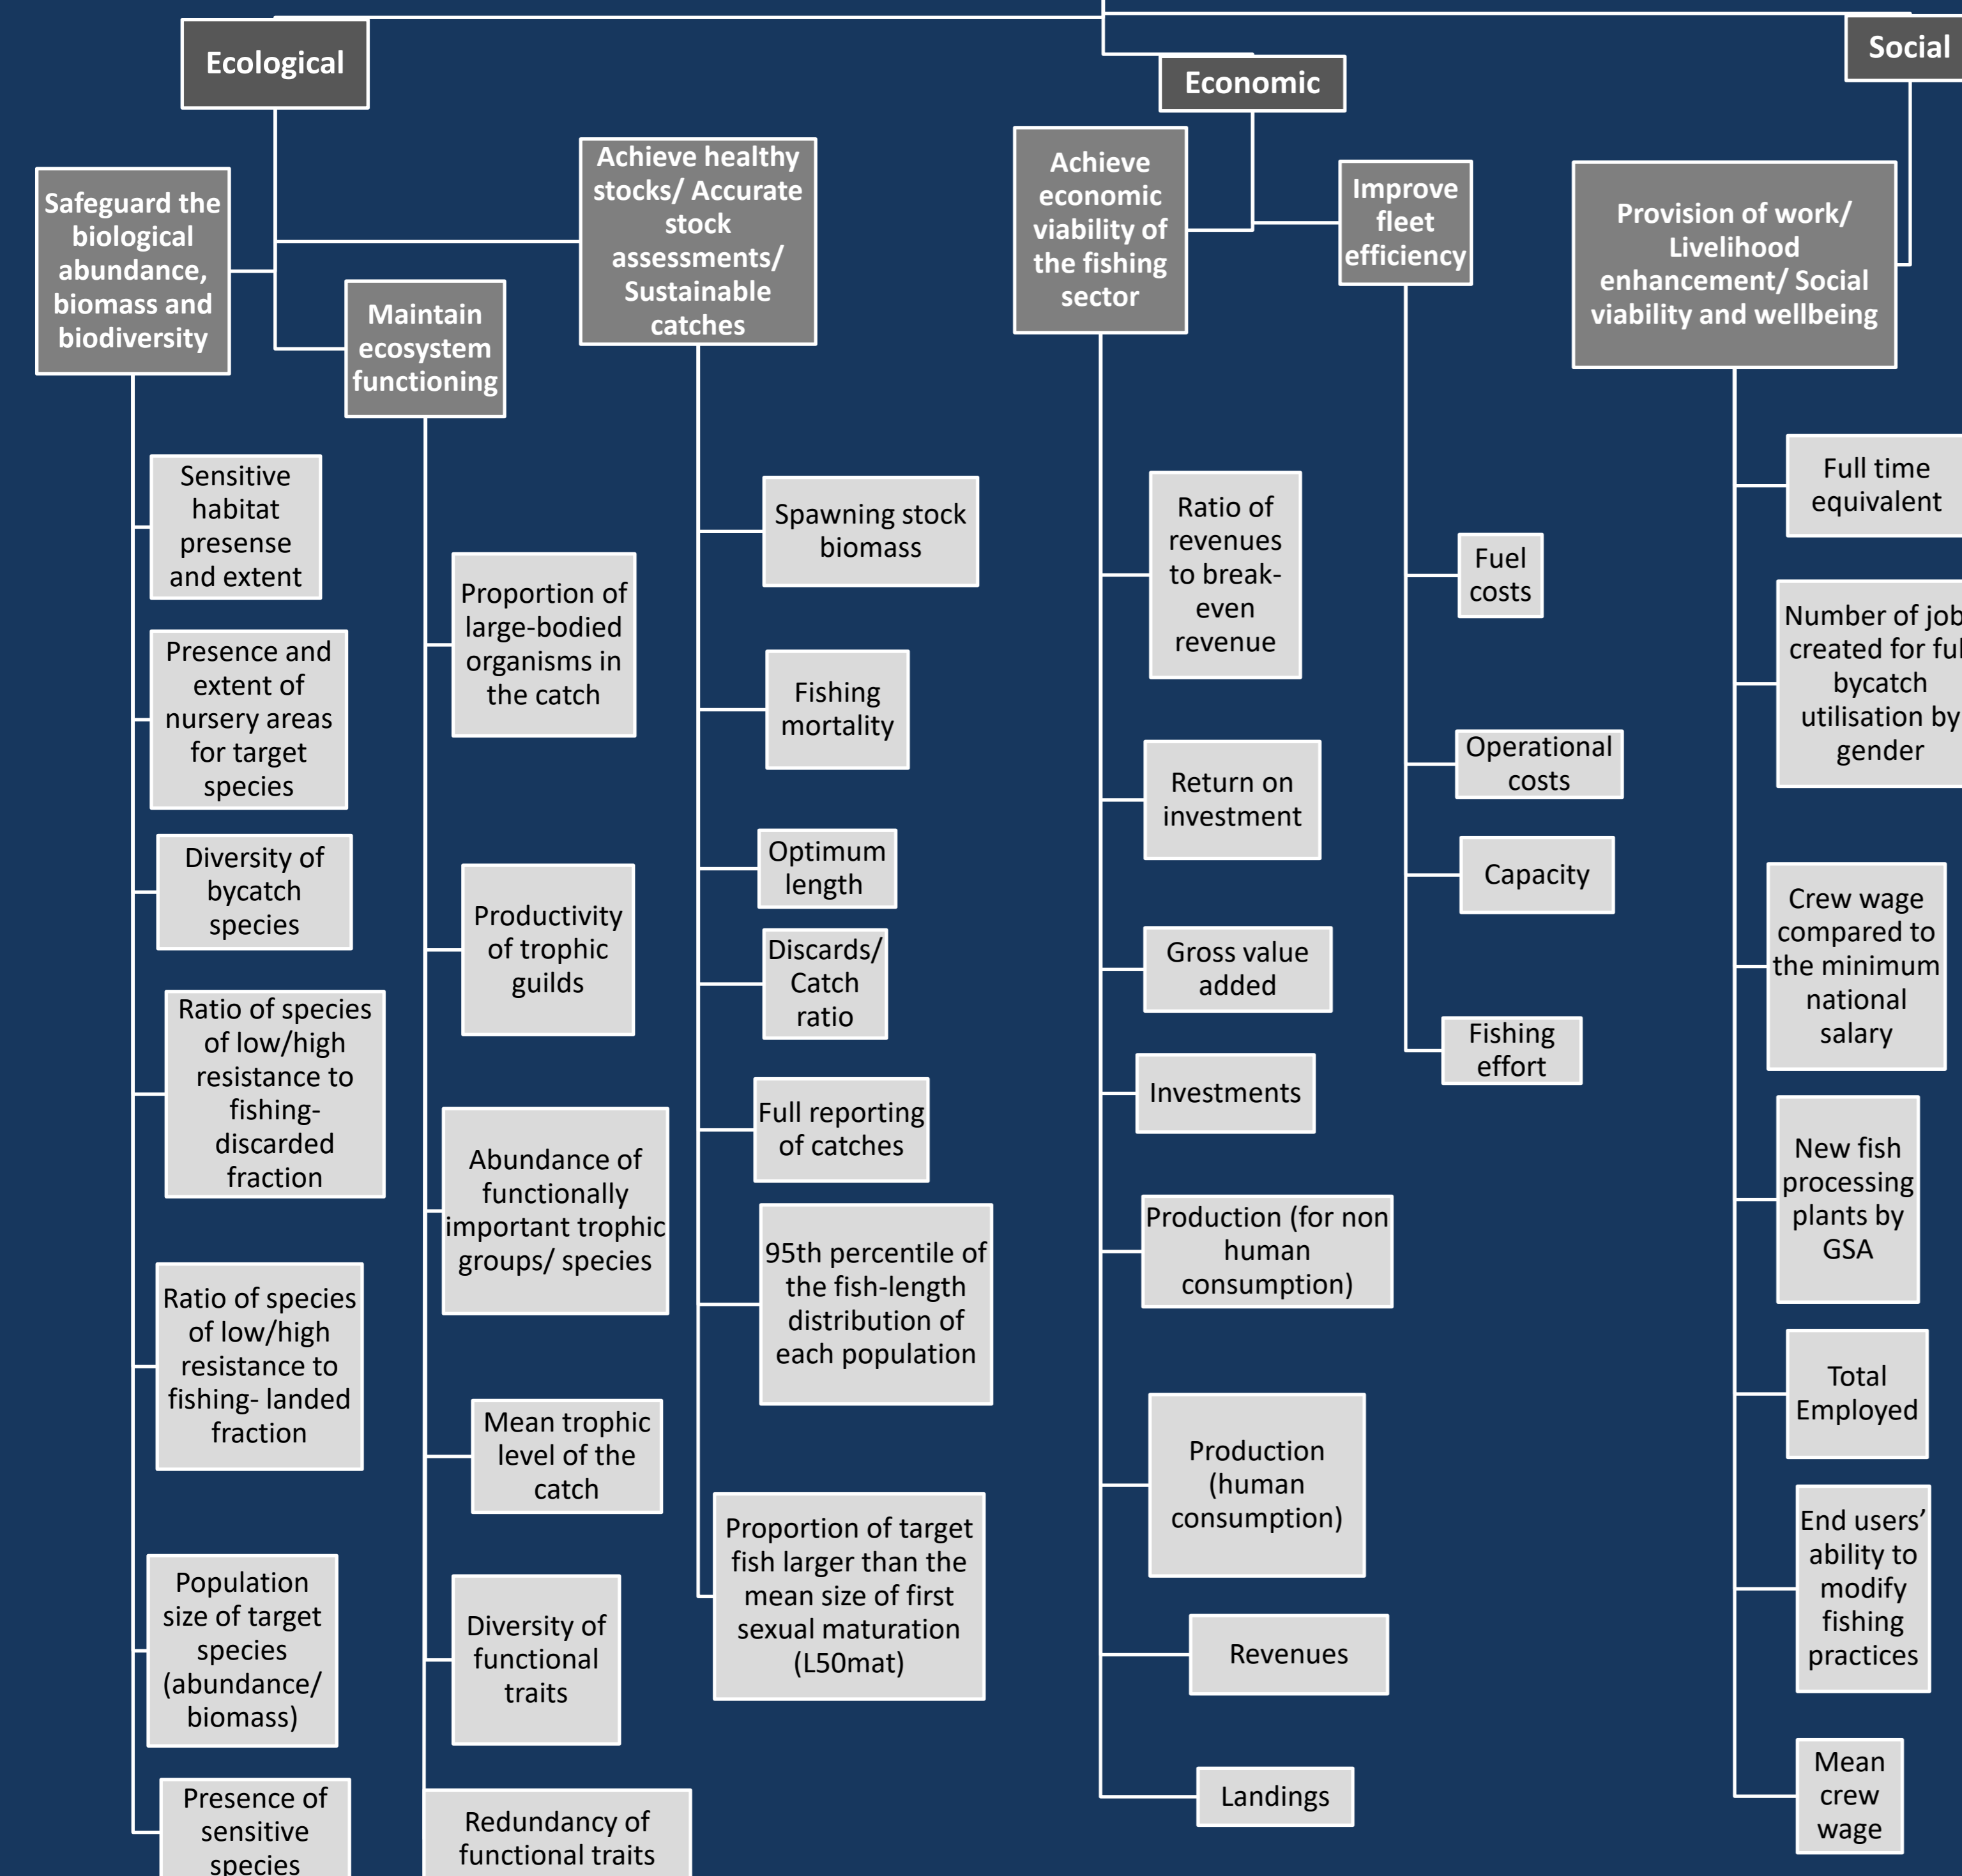 Ecological
Economic
Social
Safeguard the
biological
abundance,
biomass and
biodiversity
Sensitive
habitat
presense
and extent
Presence and
extent of
nursery areas
for target
species
Diversity of
bycatch
species
Ratio of species
of low/high
resistance to
fishing-
discarded
fraction
Ratio of species
of low/high
resistance to
fishing- landed
fraction
Population
size of target
species
(abundance/
biomass)
Presence of
sensitive
species
Maintain
ecosystem
functioning
Proportion of
large-bodied
organisms in
the catch
Productivity
of trophic
guilds
Abundance of
functionally
important trophic
groups/ species
Mean trophic
level of the
catch
Diversity of
functional
traits
Redundancy of
functional traits
Achieve healthy
stocks/ Accurate
stock
assessments/
Sustainable
catches
Spawning stock
biomass
Fishing
mortality
Optimum
length
Discards/
Catch
ratio
Full reporting
of catches
95th percentile of
the fish-length
distribution of
each population
Proportion of target
fish larger than the
mean size of first
sexual maturation
(L50mat)
Achieve
economic
viability of
the fishing
sector
Ratio of
revenues
to break-
even
revenue
Return on
investment
Gross value
added
Investments
Production (for non
human
consumption)
Production
(human
consumption)
Revenues
Landings
Improve
fleet
efficiency
Fuel
costs
Operational
costs
Capacity
Fishing
effort
Provision of work/
Livelihood
enhancement/ Social
viability and wellbeing
Full time
equivalent
Number of job
created for ful
bycatch
utilisation by
gender
Crew wage
compared to
the minimum
national
salary
New fish
processing
plants by
GSA
Total
Employed
End users’
ability to
modify
fishing
practices
Mean
crew
wage